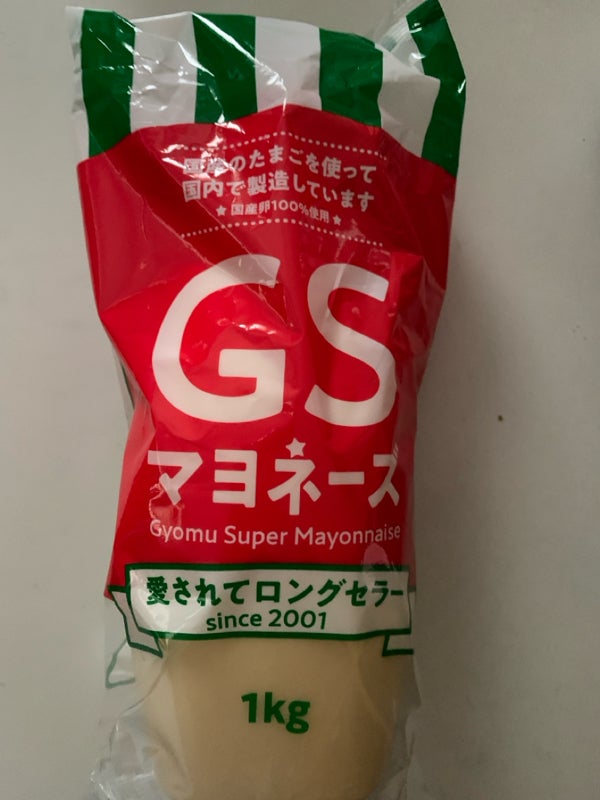 国産のたまごを使って
国内で製造しています
★国産卵100%使用★
GS
マヨネーズ
Gyomu Super Mayonnaise
愛されてロングセラー
since 2001
1kg